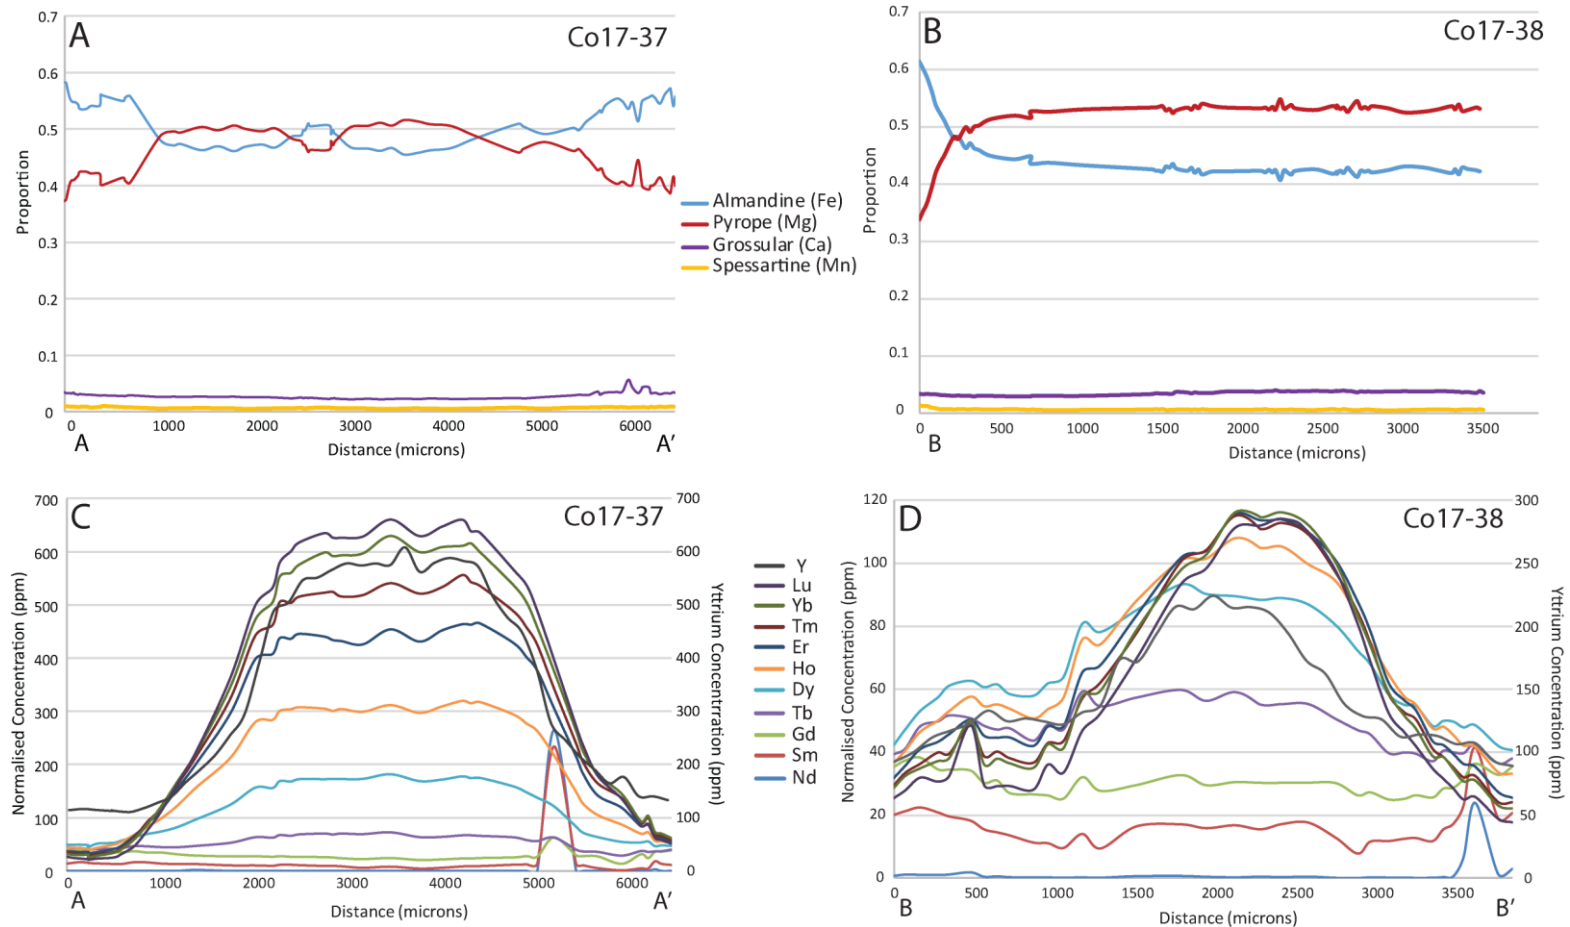 A
Co17-37
0.7
0.6
0.5
0.4
0.3
0.2
0.1
0
Proportion
0 1000 2000 3000 4000 5000 6000
A Distance (microns) A′
Almandine (Fe)
Pyrope (Mg)
Grossular (Ca)
Spessartine (Mn)
B
Co17-38
0.7
0.6
0.5
0.4
0.3
0.2
0.1
0
Proportion
0 500 1000 1500 2000 2500 3000 3500
B Distance (microns)
C
Co17-37
700
600
500
400
300
200
100
0
Normalised Concentration (ppm)
700
600
500
400
300
200
100
0
Yttrium Concentration (ppm)
0 1000 2000 3000 4000 5000 6000
A Distance (microns) A′
Y
Lu
Yb
Tm
Er
Ho
Dy
Tb
Gd
Sm
Nd
D
Co17-38
120
100
80
60
40
20
0
Normalised Concentration (ppm)
300
250
200
150
100
50
0
Yttrium Concentration (ppm)
0 500 1000 1500 2000 2500 3000 3500
B Distance (microns) B′